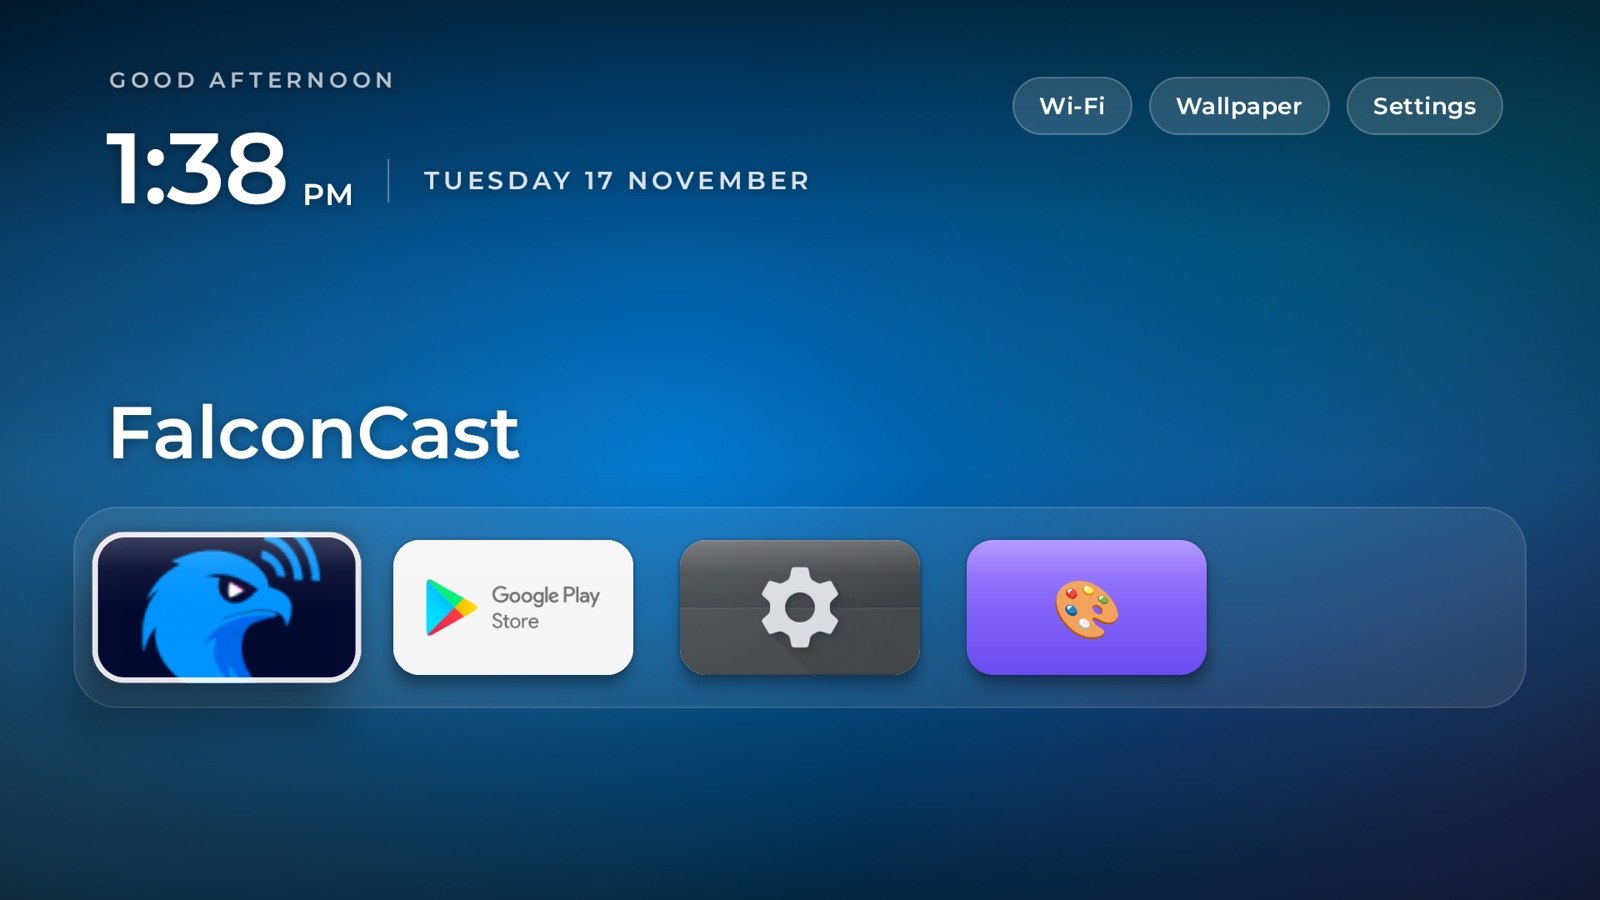 GOOD AFTERNOON
1:38 PM
TUESDAY 17 NOVEMBER
Wi-Fi
Wallpaper
Settings
FalconCast
Google Play
Store